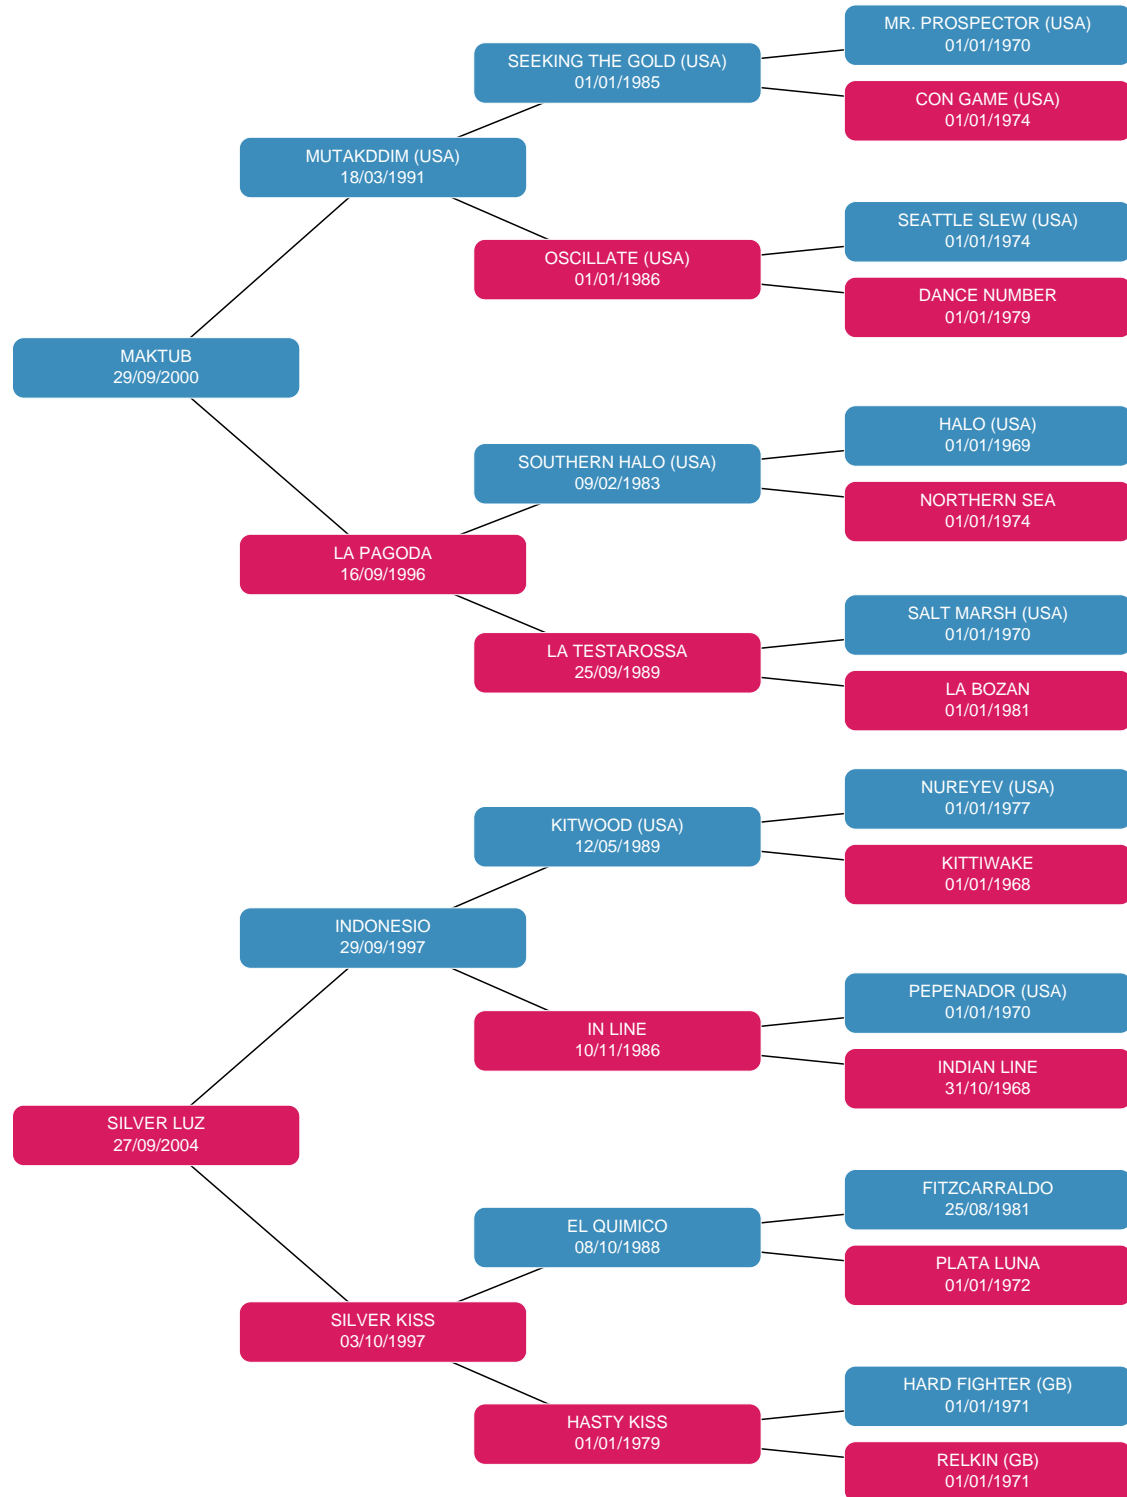 MR. PROSPECTOR (USA)
01/01/1970
SEEKING THE GOLD (USA)
01/01/1985
CON GAME (USA)
01/01/1974
MUTAKDDIM (USA)
18/03/1991
SEATTLE SLEW (USA)
01/01/1974
OSCILLATE (USA)
01/01/1986
DANCE NUMBER
01/01/1979
MAKTUB
29/09/2000
HALO (USA)
01/01/1969
SOUTHERN HALO (USA)
09/02/1983
NORTHERN SEA
01/01/1974
LA PAGODA
16/09/1996
SALT MARSH (USA)
01/01/1970
LA TESTAROSSA
25/09/1989
LA BOZAN
01/01/1981
NUREYEV (USA)
01/01/1977
KITWOOD (USA)
12/05/1989
KITTIWAKE
01/01/1968
INDONESIO
29/09/1997
PEPENADOR (USA)
01/01/1970
IN LINE
10/11/1986
INDIAN LINE
31/10/1968
SILVER LUZ
27/09/2004
FITZCARRALDO
25/08/1981
EL QUIMICO
08/10/1988
PLATA LUNA
01/01/1972
SILVER KISS
03/10/1997
HARD FIGHTER (GB)
01/01/1971
HASTY KISS
01/01/1979
RELKIN (GB)
01/01/1971